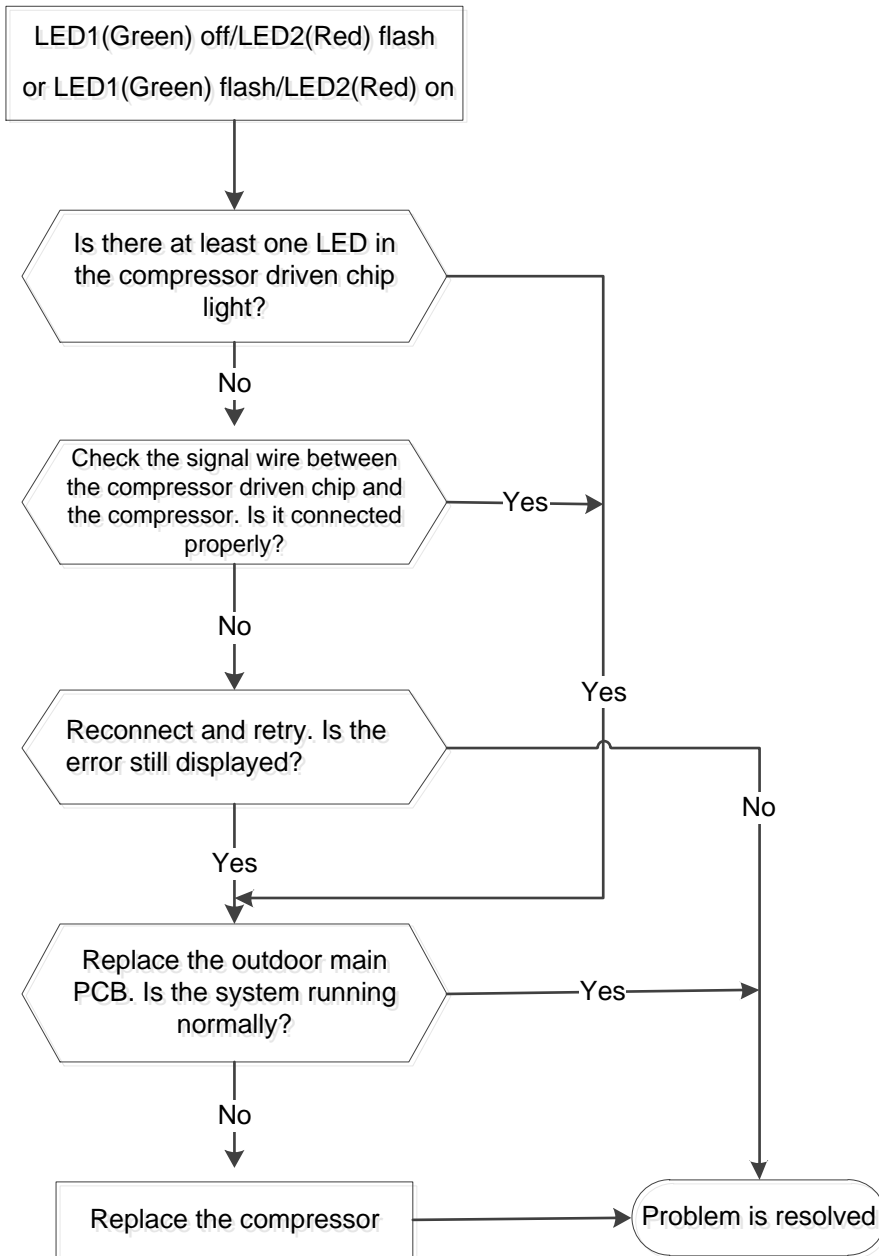 LED1(Green) off/LED2(Red) flash
or LED1(Green) flash/LED2(Red) on
Is there at least one LED in
the compressor driven chip
light?
No
Check the signal wire between
the compressor driven chip and
the compressor. Is it connected
properly?
Yes
No
Yes
Reconnect and retry. Is the
error still displayed?
No
Yes
Replace the outdoor main
PCB. Is the system running
normally?
Yes
No
Replace the compressor
Problem is resolved